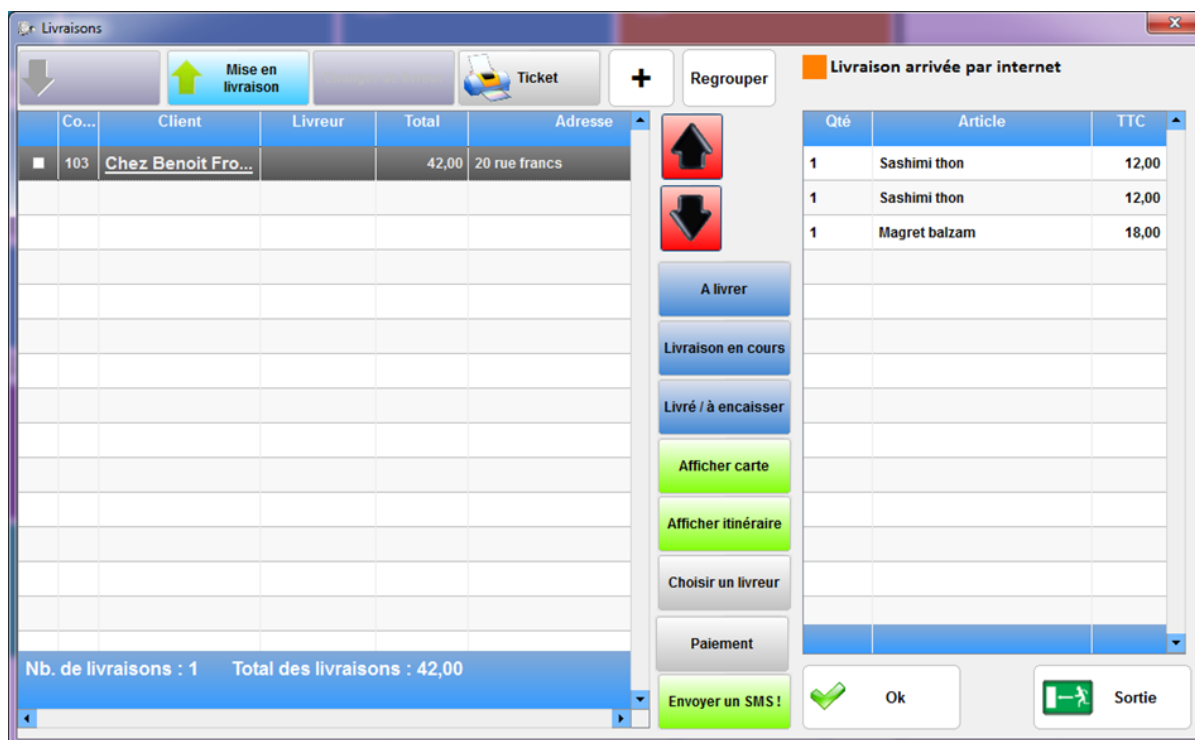 Livraisons
Mise en
livraison
Ticket
+
Regrouper
Livraison arrivée par internet
Co... Client Livreur Total Adresse
103 Chez Benoit Fro... 42,00 20 rue francs
Qté Article TTC
1 Sashimi thon 12,00
1 Sashimi thon 12,00
1 Magret balzam 18,00
A livrer
Livraison en cours
Livré / à encaisser
Afficher carte
Afficher itinéraire
Choisir un livreur
Paiement
Envoyer un SMS !
Nb. de livraisons : 1 Total des livraisons : 42,00
Ok
Sortie